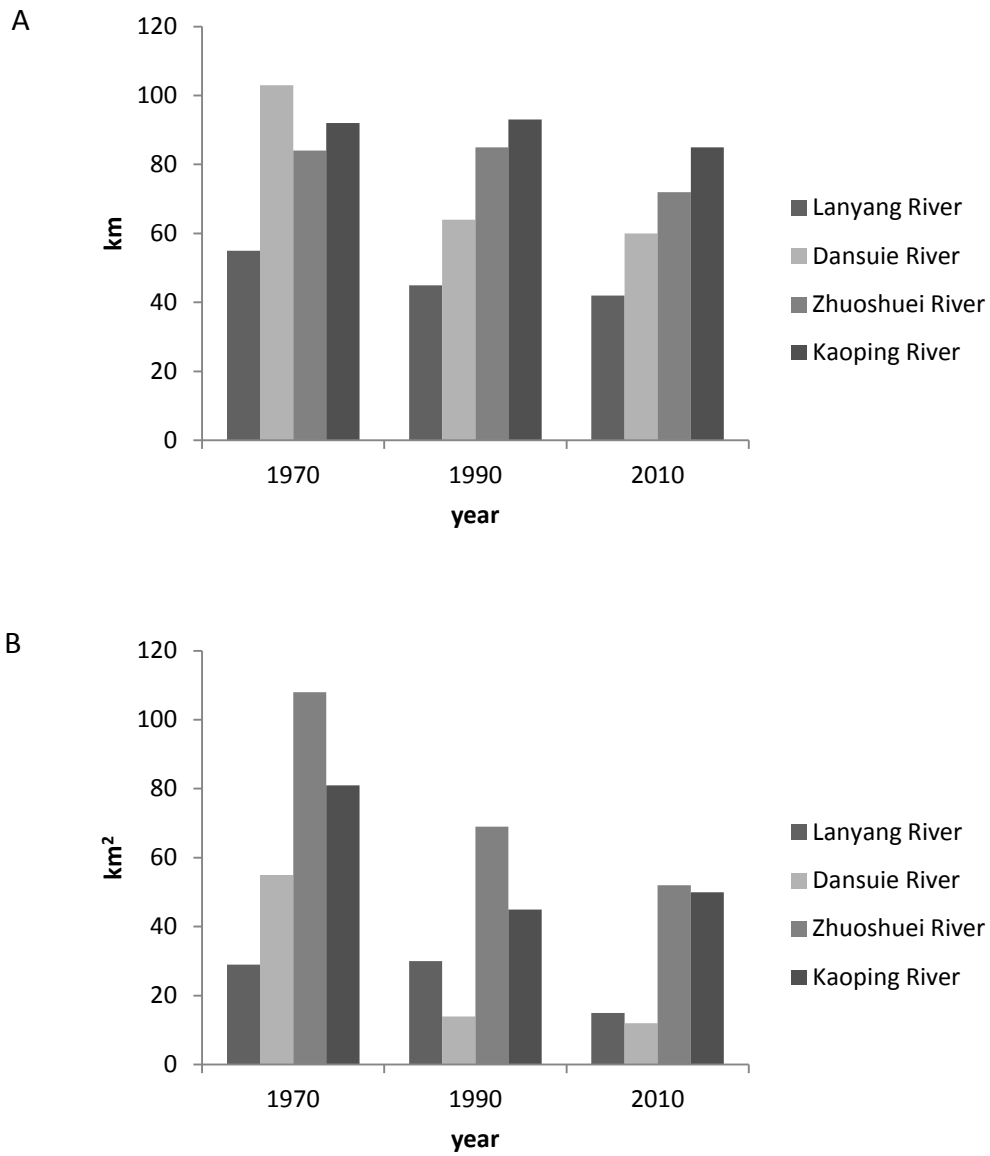 A
120
100
80
60
40
20
0
km
1970 1990 2010
year
Lanyang River
Dansuie River
Zhuoshuei River
Kaoping River
B
120
100
80
60
40
20
0
km²
1970 1990 2010
year
Lanyang River
Dansuie River
Zhuoshuei River
Kaoping River